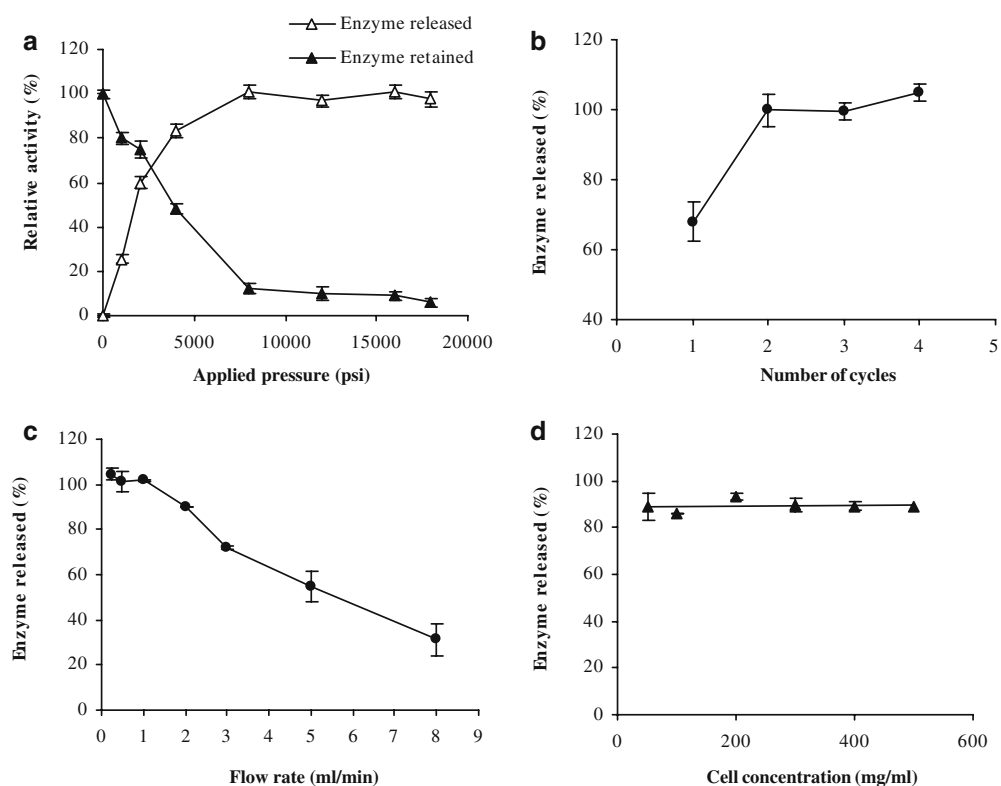 a
Enzyme released
Enzyme retained
Relative activity (%)
120
100
80
60
40
20
0
0 5000 10000 15000 20000
Applied pressure (psi)
b
Enzyme released (%)
120
100
80
60
40
0 1 2 3 4 5
Number of cycles
c
Enzyme released (%)
120
100
80
60
40
20
0
0 1 2 3 4 5 6 7 8 9
Flow rate (ml/min)
d
Enzyme released (%)
120
100
80
60
40
20
0
0 200 400 600
Cell concentration (mg/ml)